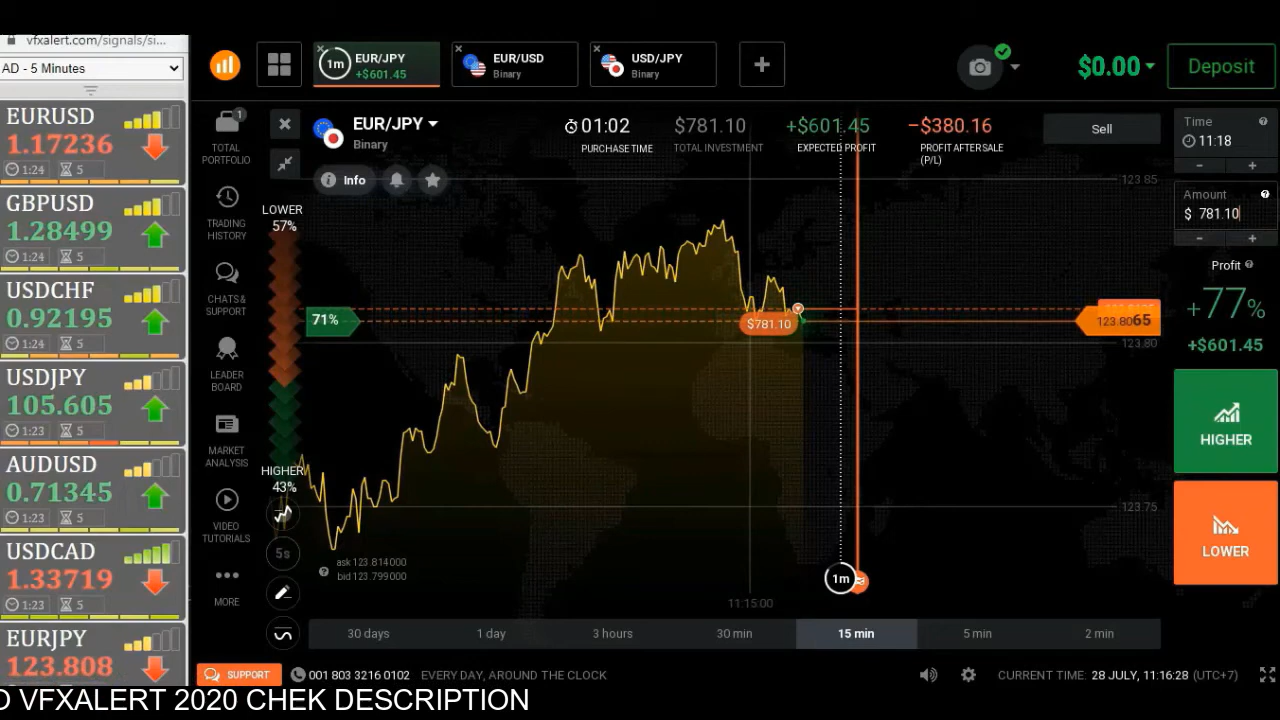 vfxalert.com/signals/si...
AD - 5 Minutes
EURUSD
1.17236
1:24 5
GBPUSD
1.28499
1:24 5
USDCHF
0.92195
1:24 5
USDJPY
105.605
1:23 5
AUDUSD
0.71345
1:23 5
USDCAD
1.33719
1:23 5
EURJPY
123.808
1m
EUR/JPY
+$601.45
EUR/USD
Binary
USD/JPY
Binary
$0.00
Deposit
1
TOTAL
PORTFOLIO
TRADING
HISTORY
CHATS &
SUPPORT
LEADER
BOARD
MARKET
ANALYSIS
VIDEO
TUTORIALS
MORE
EUR/JPY
Binary
Info
01:02
PURCHASE TIME
$781.10
TOTAL INVESTMENT
+$601.45
EXPECTED PROFIT
−$380.16
PROFIT AFTER SALE
(P/L)
Sell
LOWER
57%
71%
HIGHER
43%
5s
$781.10
123.85
123.8065
123.80
123.75
ask 123.814000
bid 123.799000
1m
11:15:00
30 days
1 day
3 hours
30 min
15 min
5 min
2 min
Time
11:18
- +
Amount
$ 781.10
- +
Profit
+77%
+$601.45
HIGHER
LOWER
SUPPORT
001 803 3216 0102 EVERY DAY, AROUND THE CLOCK
CURRENT TIME: 28 JULY, 11:16:28 (UTC+7)
VFXALERT 2020 CHEK DESCRIPTION